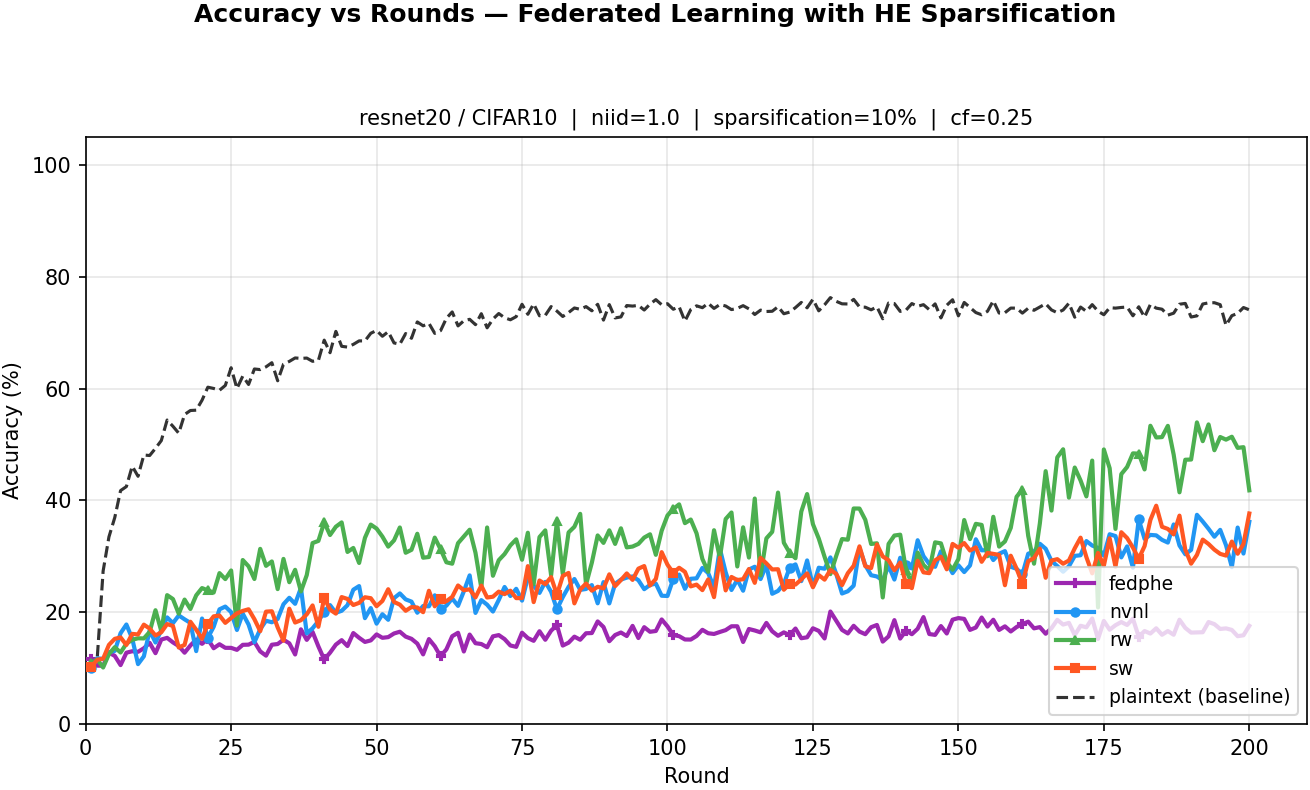 Accuracy vs Rounds — Federated Learning with HE Sparsification
resnet20 / CIFAR10 | niid=1.0 | sparsification=10% | cf=0.25
Accuracy (%)
100
80
60
40
20
0
0 25 50 75 100 125 150 175 200
Round
fedphe
nvnl
rw
sw
plaintext (baseline)